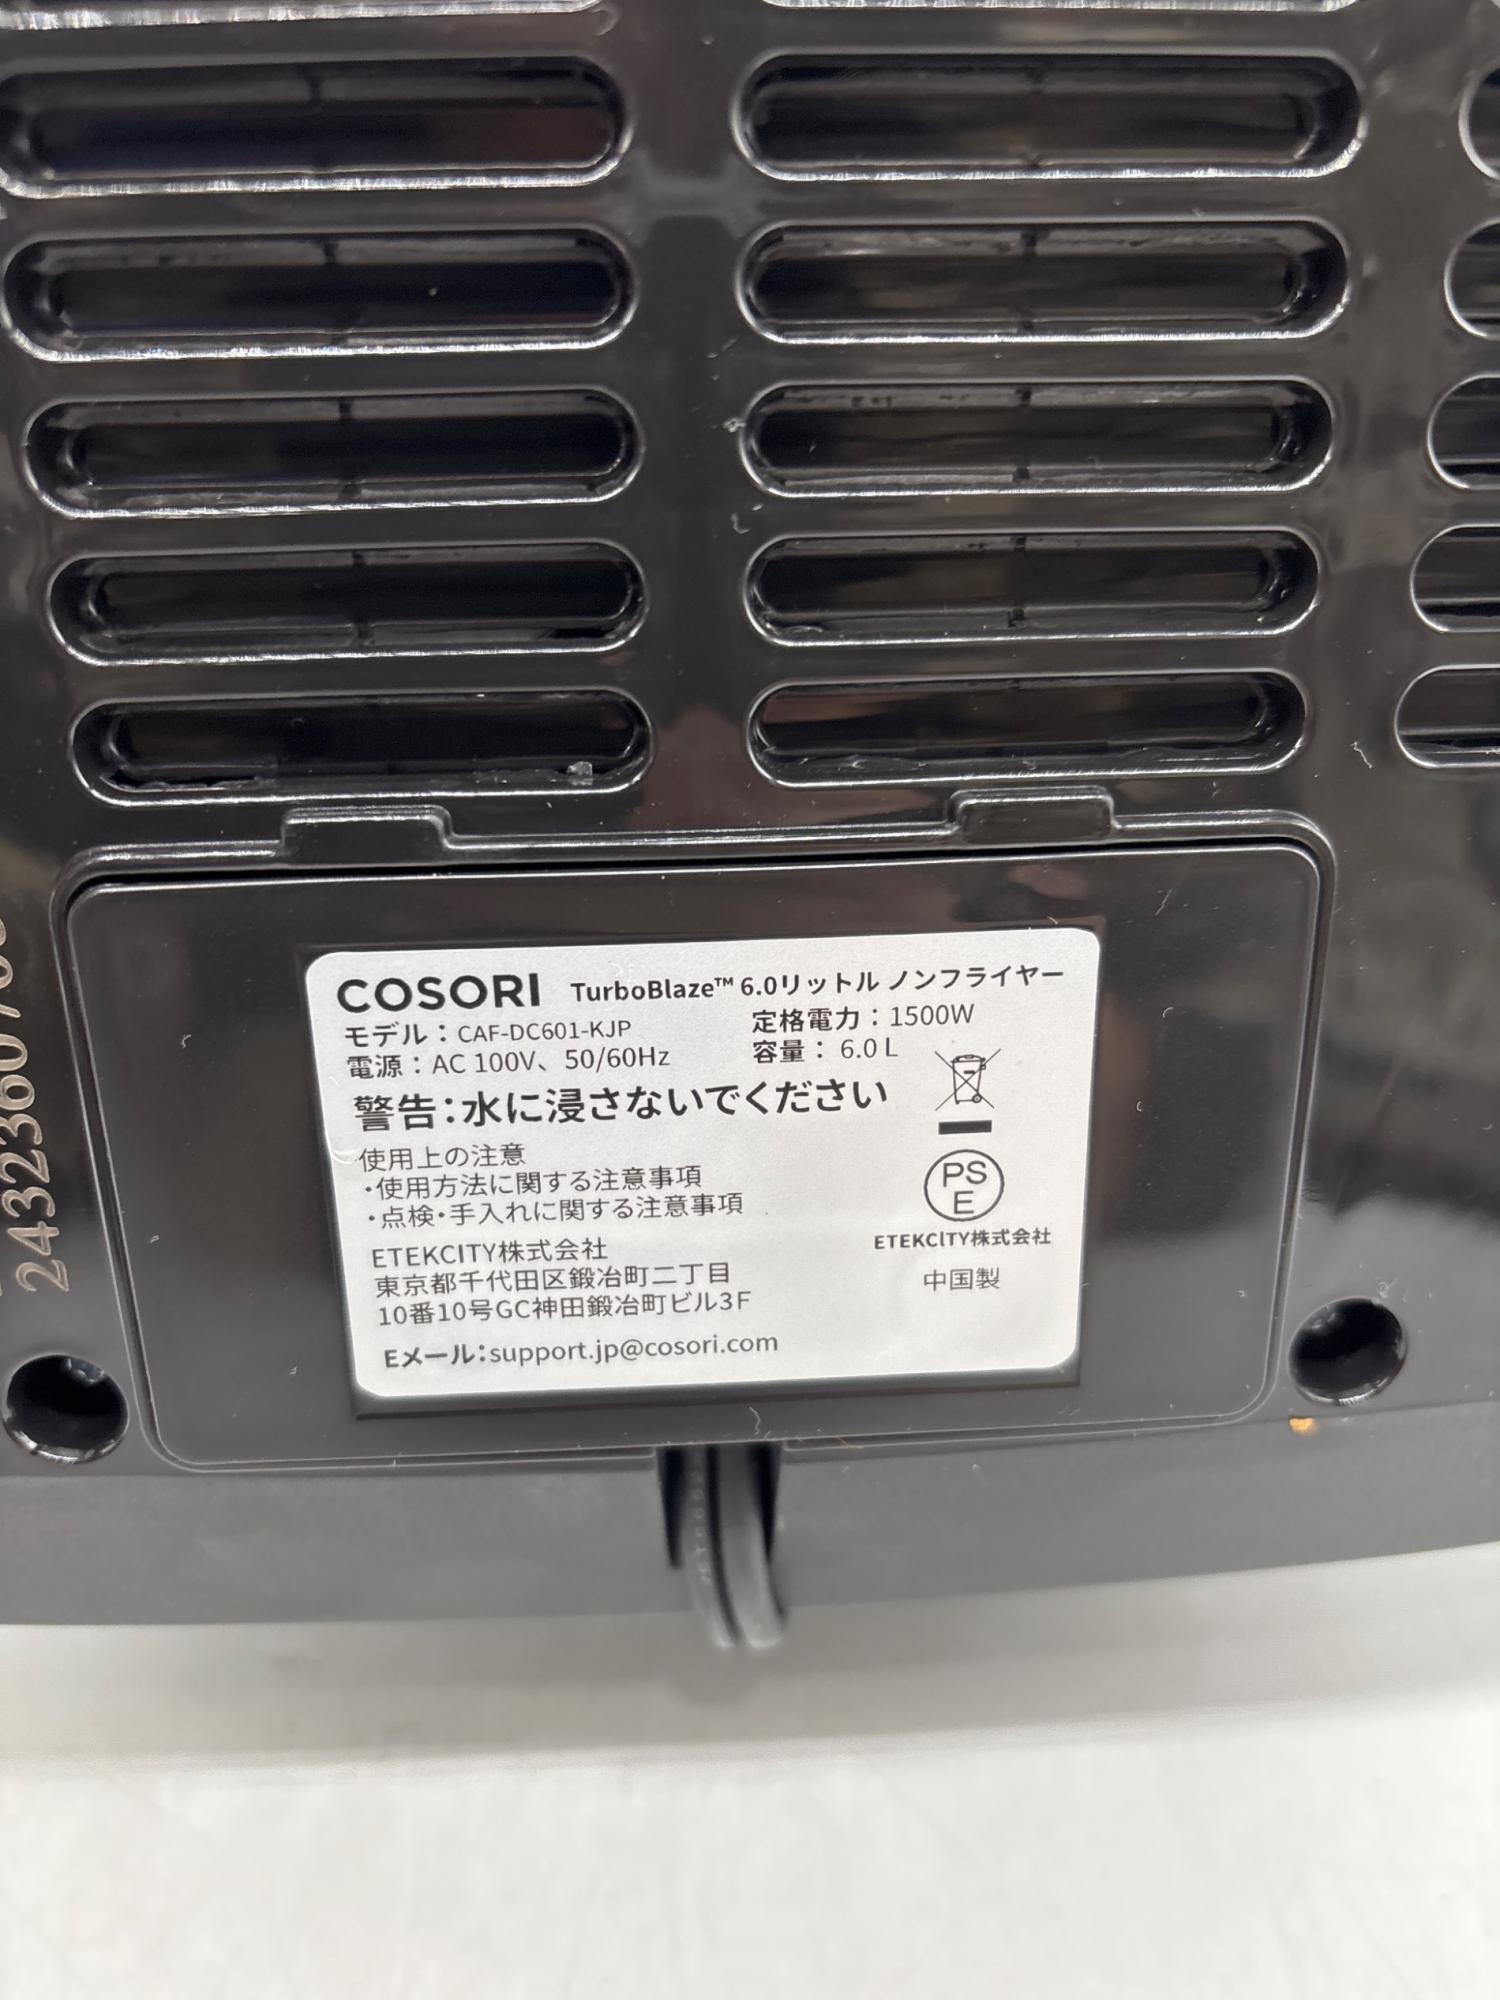 COSORI TurboBlaze™ 6.0リットル ノンフライヤー
モデル：CAF-DC601-KJP 定格電力：1500W
電源：AC 100V、50/60Hz 容量： 6.0 L
警告：水に浸さないでください
使用上の注意
・使用方法に関する注意事項
・点検・手入れに関する注意事項
PS
E
ETEKCITY株式会社
中国製
ETEKCITY株式会社
東京都千代田区鍛冶町二丁目
10番10号GC神田鍛冶町ビル3F
Eメール：support.jp@cosori.com